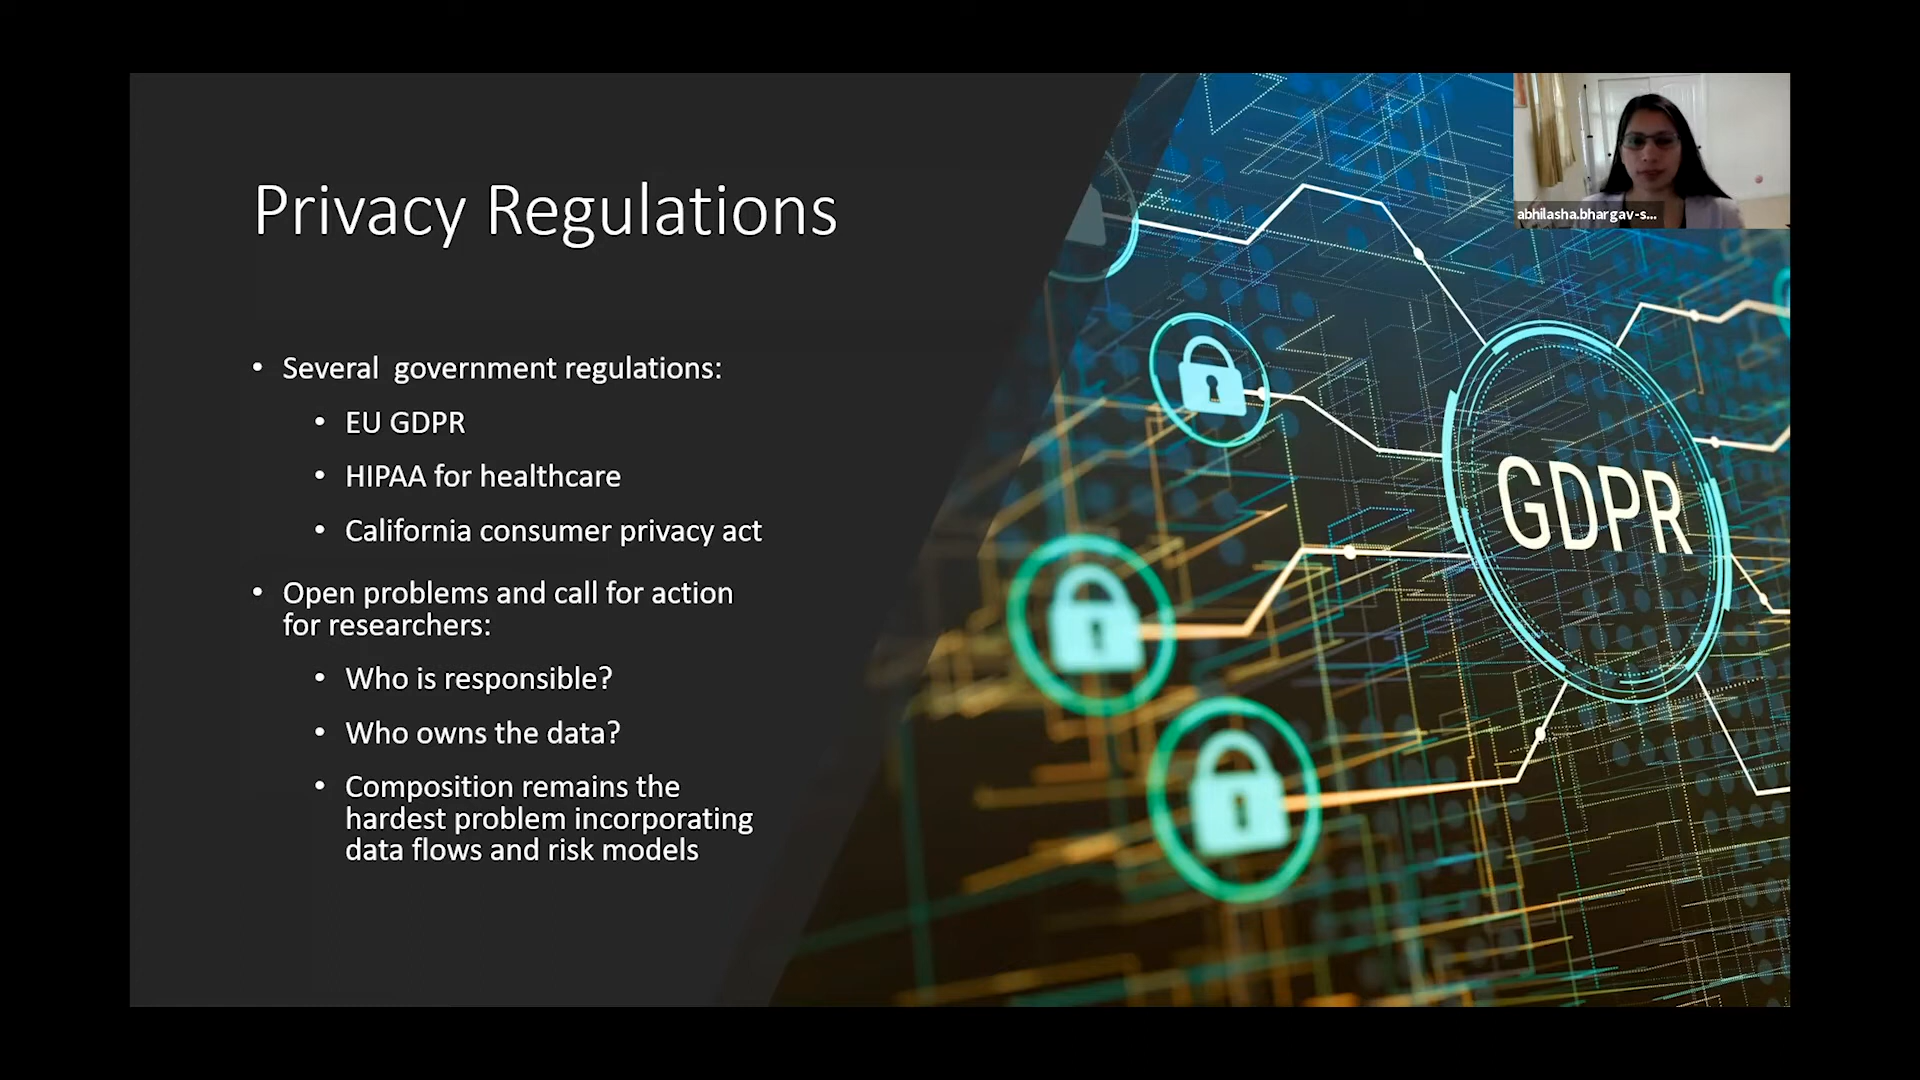 Privacy Regulations
• Several government regulations:
• EU GDPR
• HIPAA for healthcare
• California consumer privacy act
• Open problems and call for action
for researchers:
• Who is responsible?
• Who owns the data?
• Composition remains the
hardest problem incorporating
data flows and risk models
GDPR
abhilasha.bhargav-s...